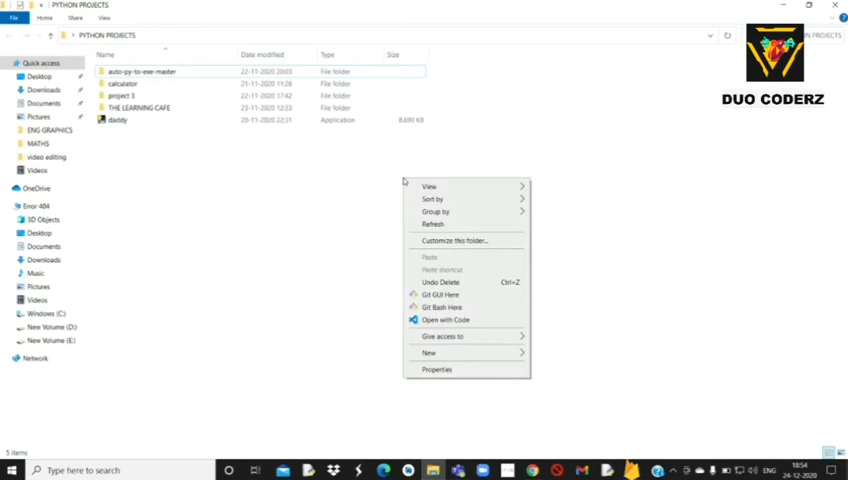 PYTHON PROJECTS
File Home Share View
PYTHON PROJECTS
PROJECTS
Name Date modified Type Size
auto-py-to-exe-master 22-11-2020 20:03 File folder
calculator 21-11-2020 11:26 File folder
project 3 22-11-2020 17:42 File folder
THE LEARNING CAFE 23-11-2020 12:33 File folder
daddy 20-11-2020 22:31 Application 8,690 KB
DUO CODERZ
Quick access
Desktop
Downloads
Documents
Pictures
ENG GRAPHICS
MATHS
video editing
Videos
OneDrive
Error 404
3D Objects
Desktop
Documents
Downloads
Music
Pictures
Videos
Windows (C:)
New Volume (D:)
New Volume (E:)
Network
View
Sort by
Group by
Refresh
Customize this folder...
Paste
Paste shortcut
Undo Delete Ctrl+Z
Git GUI Here
Git Bash Here
Open with Code
Give access to
New
Properties
5 items
Type here to search
ENG
18:54
24-12-2020